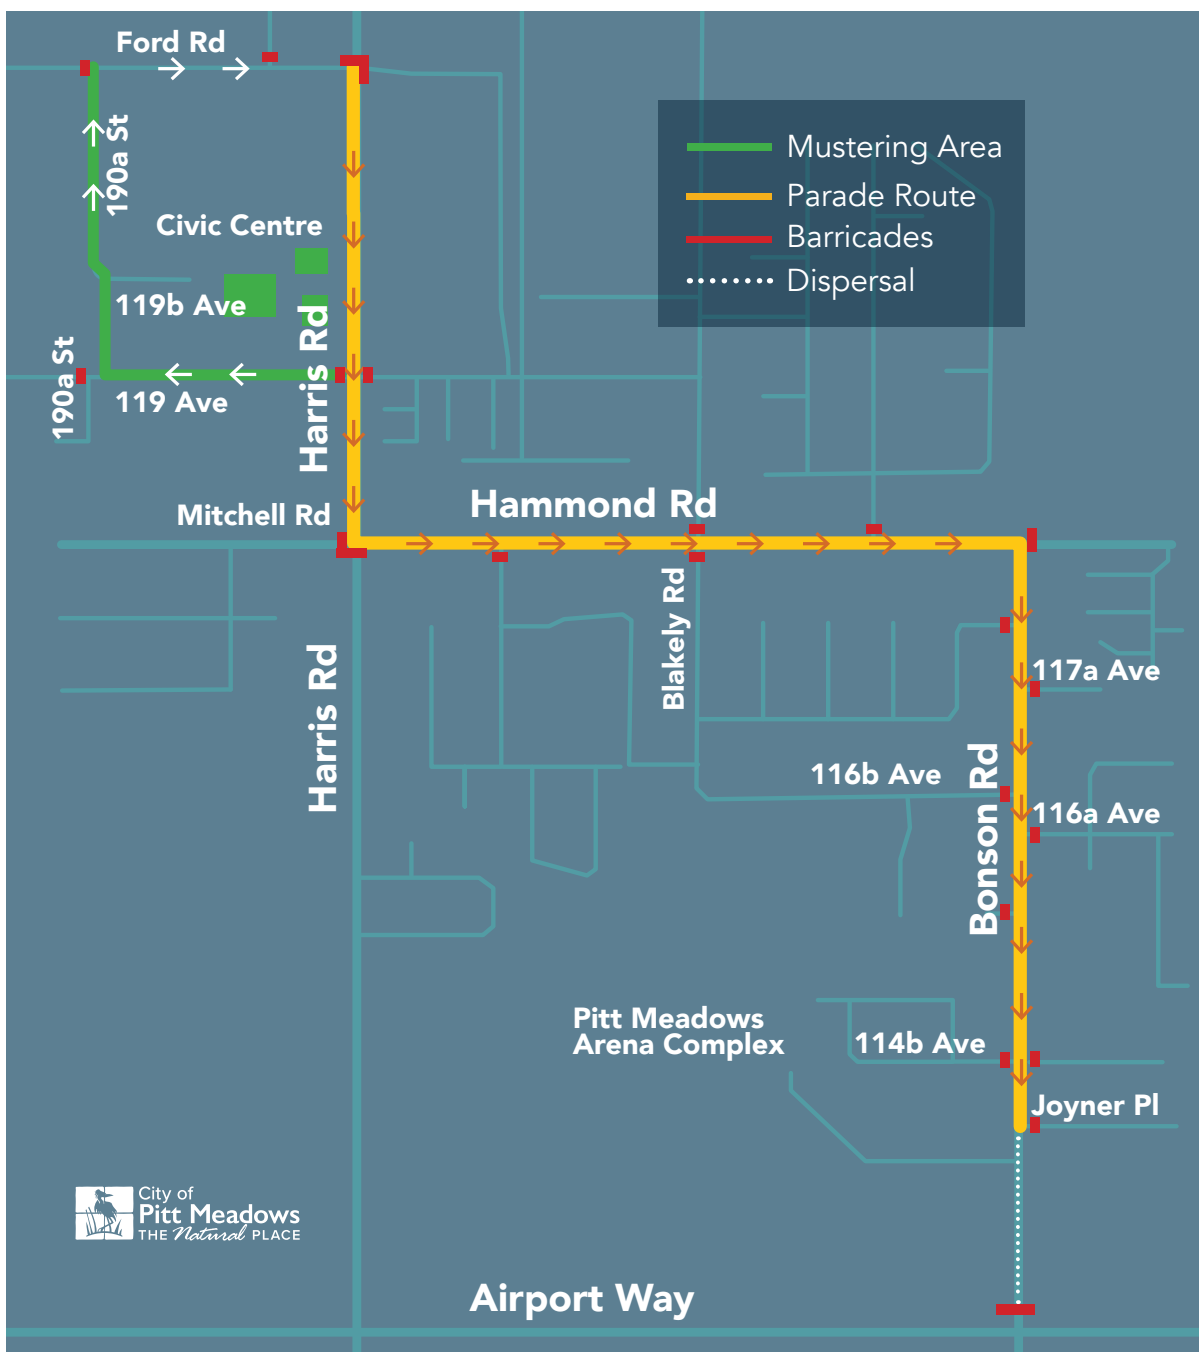 Ford Rd
190a St
Civic Centre
119b Ave
Harris Rd
190a St
119 Ave
Mustering Area
Parade Route
Barricades
Dispersal
Mitchell Rd
Hammond Rd
Blakely Rd
Harris Rd
117a Ave
116b Ave
Bonson Rd
116a Ave
Pitt Meadows
Arena Complex
114b Ave
Joyner Pl
City of
Pitt Meadows
THE Natural PLACE
Airport Way